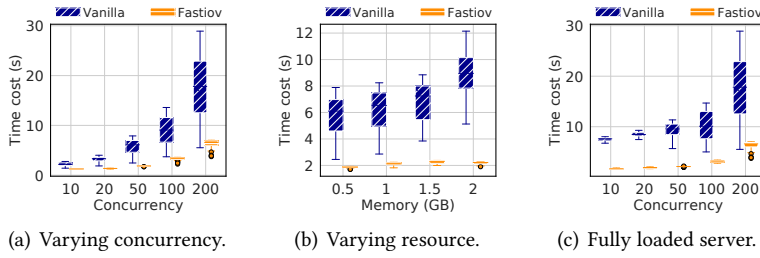 Vanilla Fastiov
Time cost (s)
30
20
10
0
10 20 50 100 200
Concurrency
(a) Varying concurrency.
Vanilla Fastiov
Time cost (s)
12
10
8
6
4
2
0.5 1 1.5 2
Memory (GB)
(b) Varying resource.
Vanilla Fastiov
Time cost (s)
30
20
10
10 20 50 100 200
Concurrency
(c) Fully loaded server.